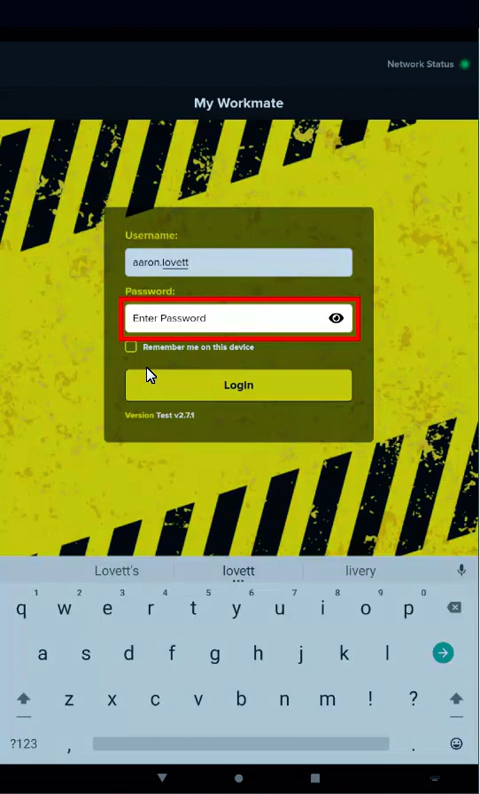 Network Status
My Workmate
Username:
aaron.lovett
Password:
Enter Password
Remember me on this device
LogIn
Version Test v2.7.1
Lovett's lovett livery
1 2 3 4 5 6 7 8 9 0
q w e r t y u i o p
a s d f g h j k l
z x c v b n m ! ?
?123 , .